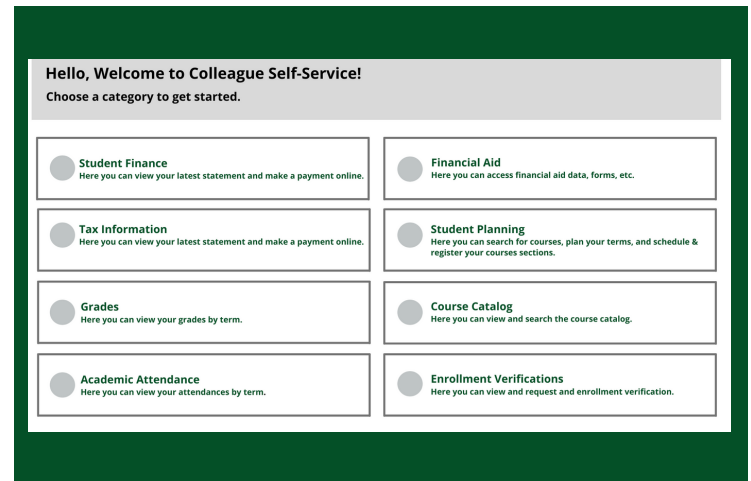 Hello, Welcome to Colleague Self-Service!
Choose a category to get started.
Student Finance
Here you can view your latest statement and make a payment online.
Financial Aid
Here you can access financial aid data, forms, etc.
Tax Information
Here you can view your latest statement and make a payment online.
Student Planning
Here you can search for courses, plan your terms, and schedule &
register your courses sections.
Grades
Here you can view your grades by term.
Course Catalog
Here you can view and search the course catalog.
Academic Attendance
Here you can view your attendances by term.
Enrollment Verifications
Here you can view and request and enrollment verification.